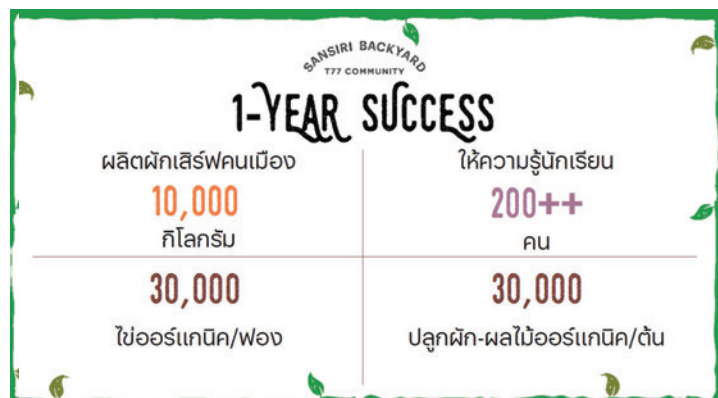 SANSIRI BACKYARD
T77 COMMUNITY
1-YEAR SUCCESS
ผลิตผักเสิร์ฟคนเมือง
10,000
กิโลกรัม
ให้ความรู้นักเรียน
200++
คน
30,000
ไข่ออร์แกนิค/ฟอง
30,000
ปลูกผัก-ผลไม้ออร์แกนิค/ต้น